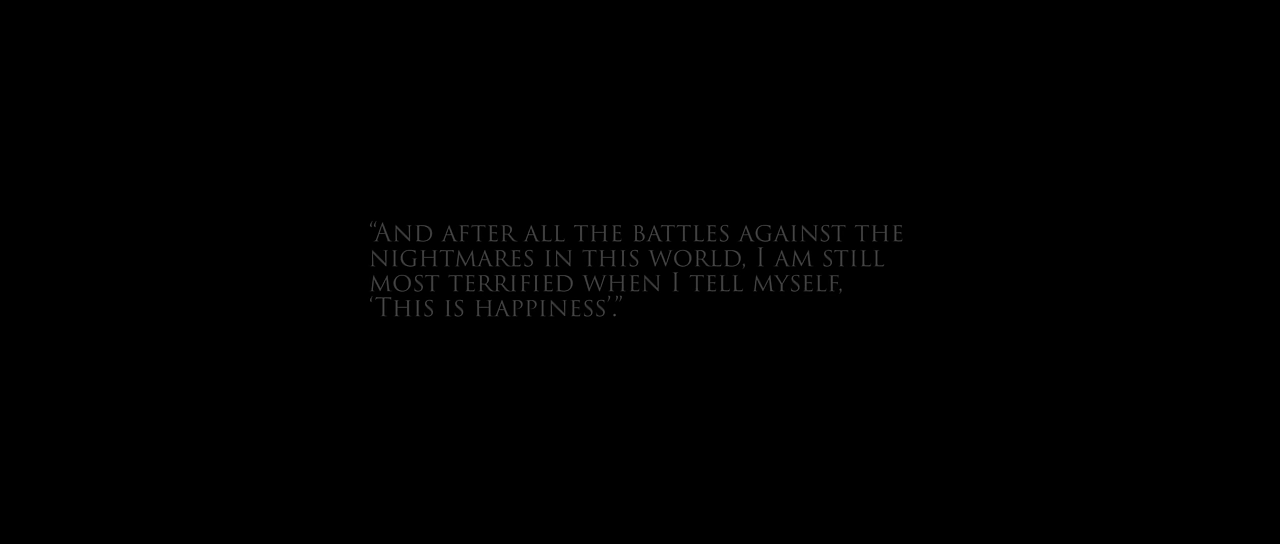 “And after all the battles against the
nightmares in this world, I am still
most terrified when I tell myself,
‘This is happiness’.”